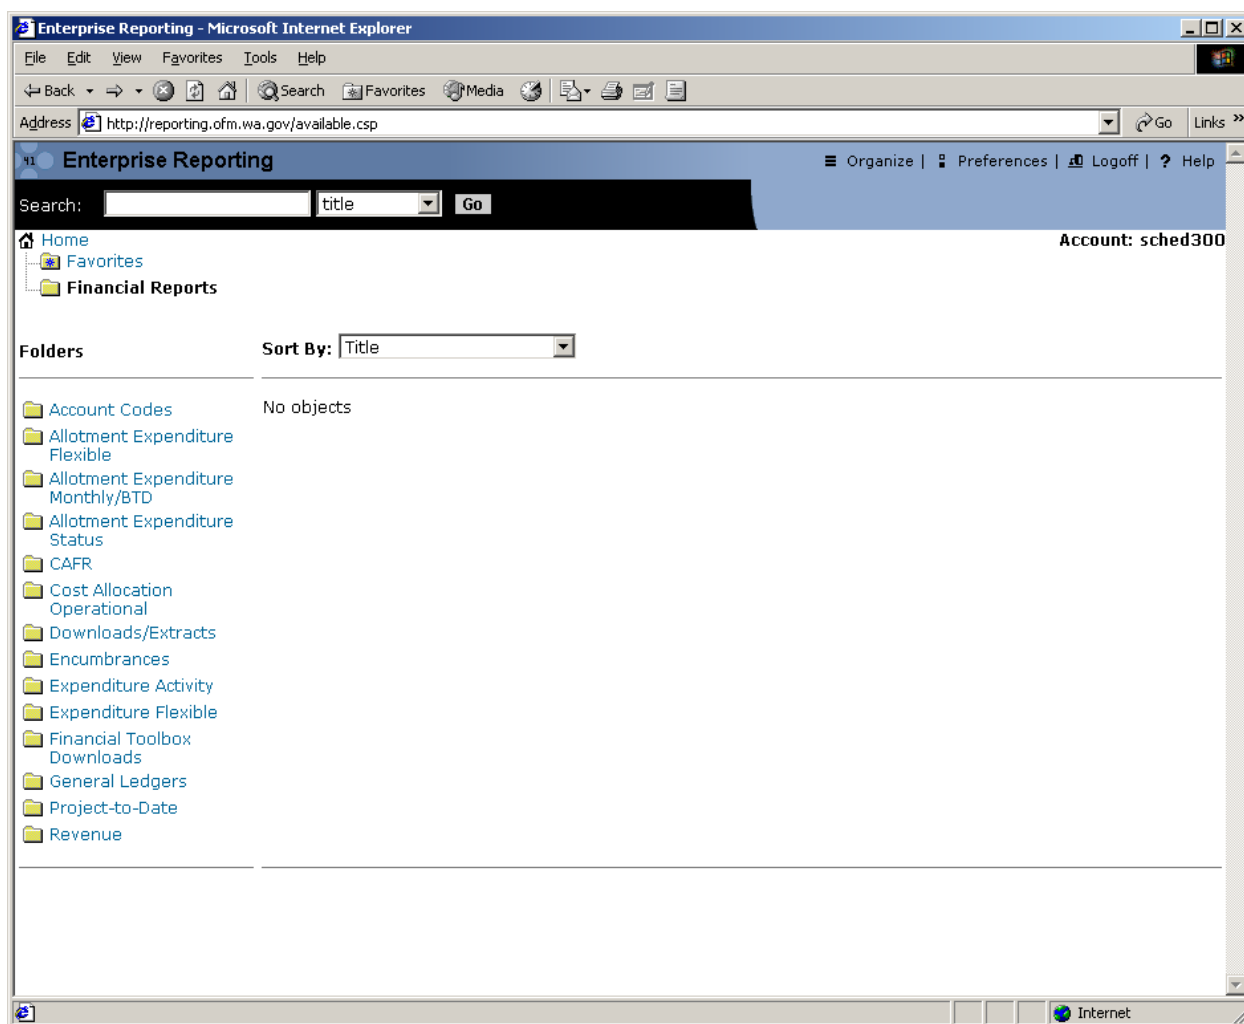 Enterprise Reporting - Microsoft Internet Explorer
File Edit View Favorites Tools Help
Back Search Favorites Media
Address http://reporting.ofm.wa.gov/available.csp Go Links »
Enterprise Reporting Organize | Preferences | Logoff | ? Help
Search: title Go
Home Account: sched300
Favorites
Financial Reports
Folders Sort By: Title
Account Codes No objects
Allotment Expenditure
Flexible
Allotment Expenditure
Monthly/BTD
Allotment Expenditure
Status
CAFR
Cost Allocation
Operational
Downloads/Extracts
Encumbrances
Expenditure Activity
Expenditure Flexible
Financial Toolbox
Downloads
General Ledgers
Project-to-Date
Revenue
Internet